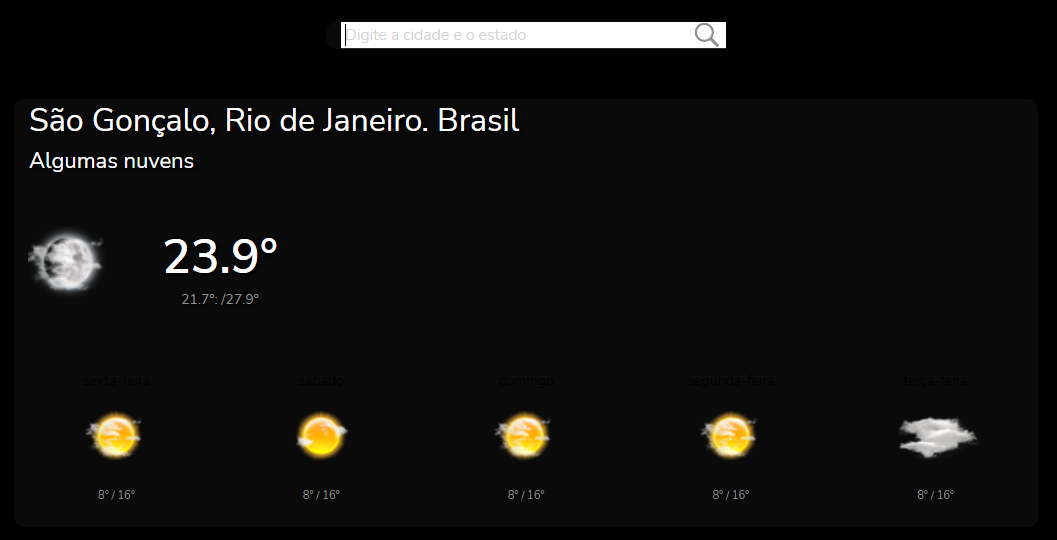 Digite a cidade e o estado
São Gonçalo, Rio de Janeiro. Brasil
Algumas nuvens
23.9°
21.7°: /27.9°
sexta-feira sábado domingo segunda-feira terça-feira
8° / 16° 8° / 16° 8° / 16° 8° / 16° 8° / 16°